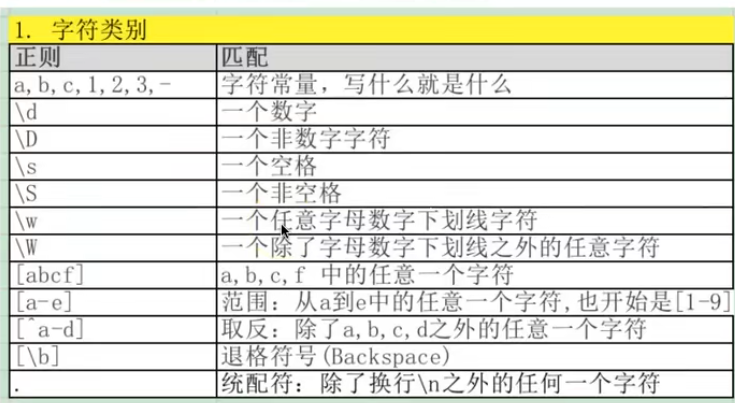 1. 字符类别
正则 匹配
a,b,c,1,2,3,- 字符常量，写什么就是什么
\d 一个数字
\D 一个非数字字符
\s 一个空格
\S 一个非空格
\w 一个任意字母数字下划线字符
\W 一个除了字母数字下划线之外的任意字符
[abcf] a,b,c,f 中的任意一个字符
[a-e] 范围：从a到e中的任意一个字符,也开始是[1-9]
[^a-d] 取反：除了a,b,c,d之外的任意一个字符
[\b] 退格符号(Backspace)
. 统配符：除了换行\n之外的任何一个字符